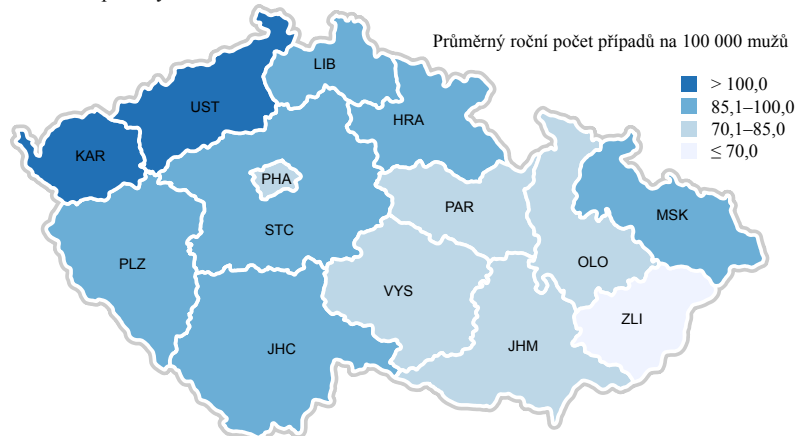 Průměrný roční počet případů na 100 000 mužů
> 100,0
85,1–100,0
70,1–85,0
≤ 70,0
LIB
UST
HRA
KAR
PHA
PAR
MSK
STC
OLO
PLZ
VYS
ZLI
JHC
JHM